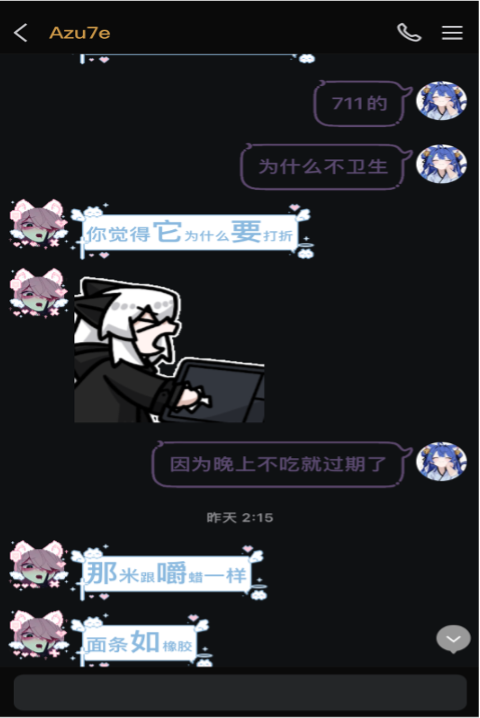 Azu7e
711的
为什么不卫生
你觉得它为什么要打折
因为晚上不吃就过期了
昨天 2:15
那米跟嚼蜡一样
面条如橡胶